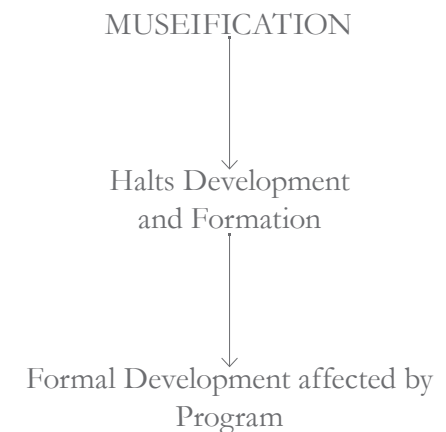 MUSEIFICATION
Halts Development
and Formation
Formal Development affected by
Program